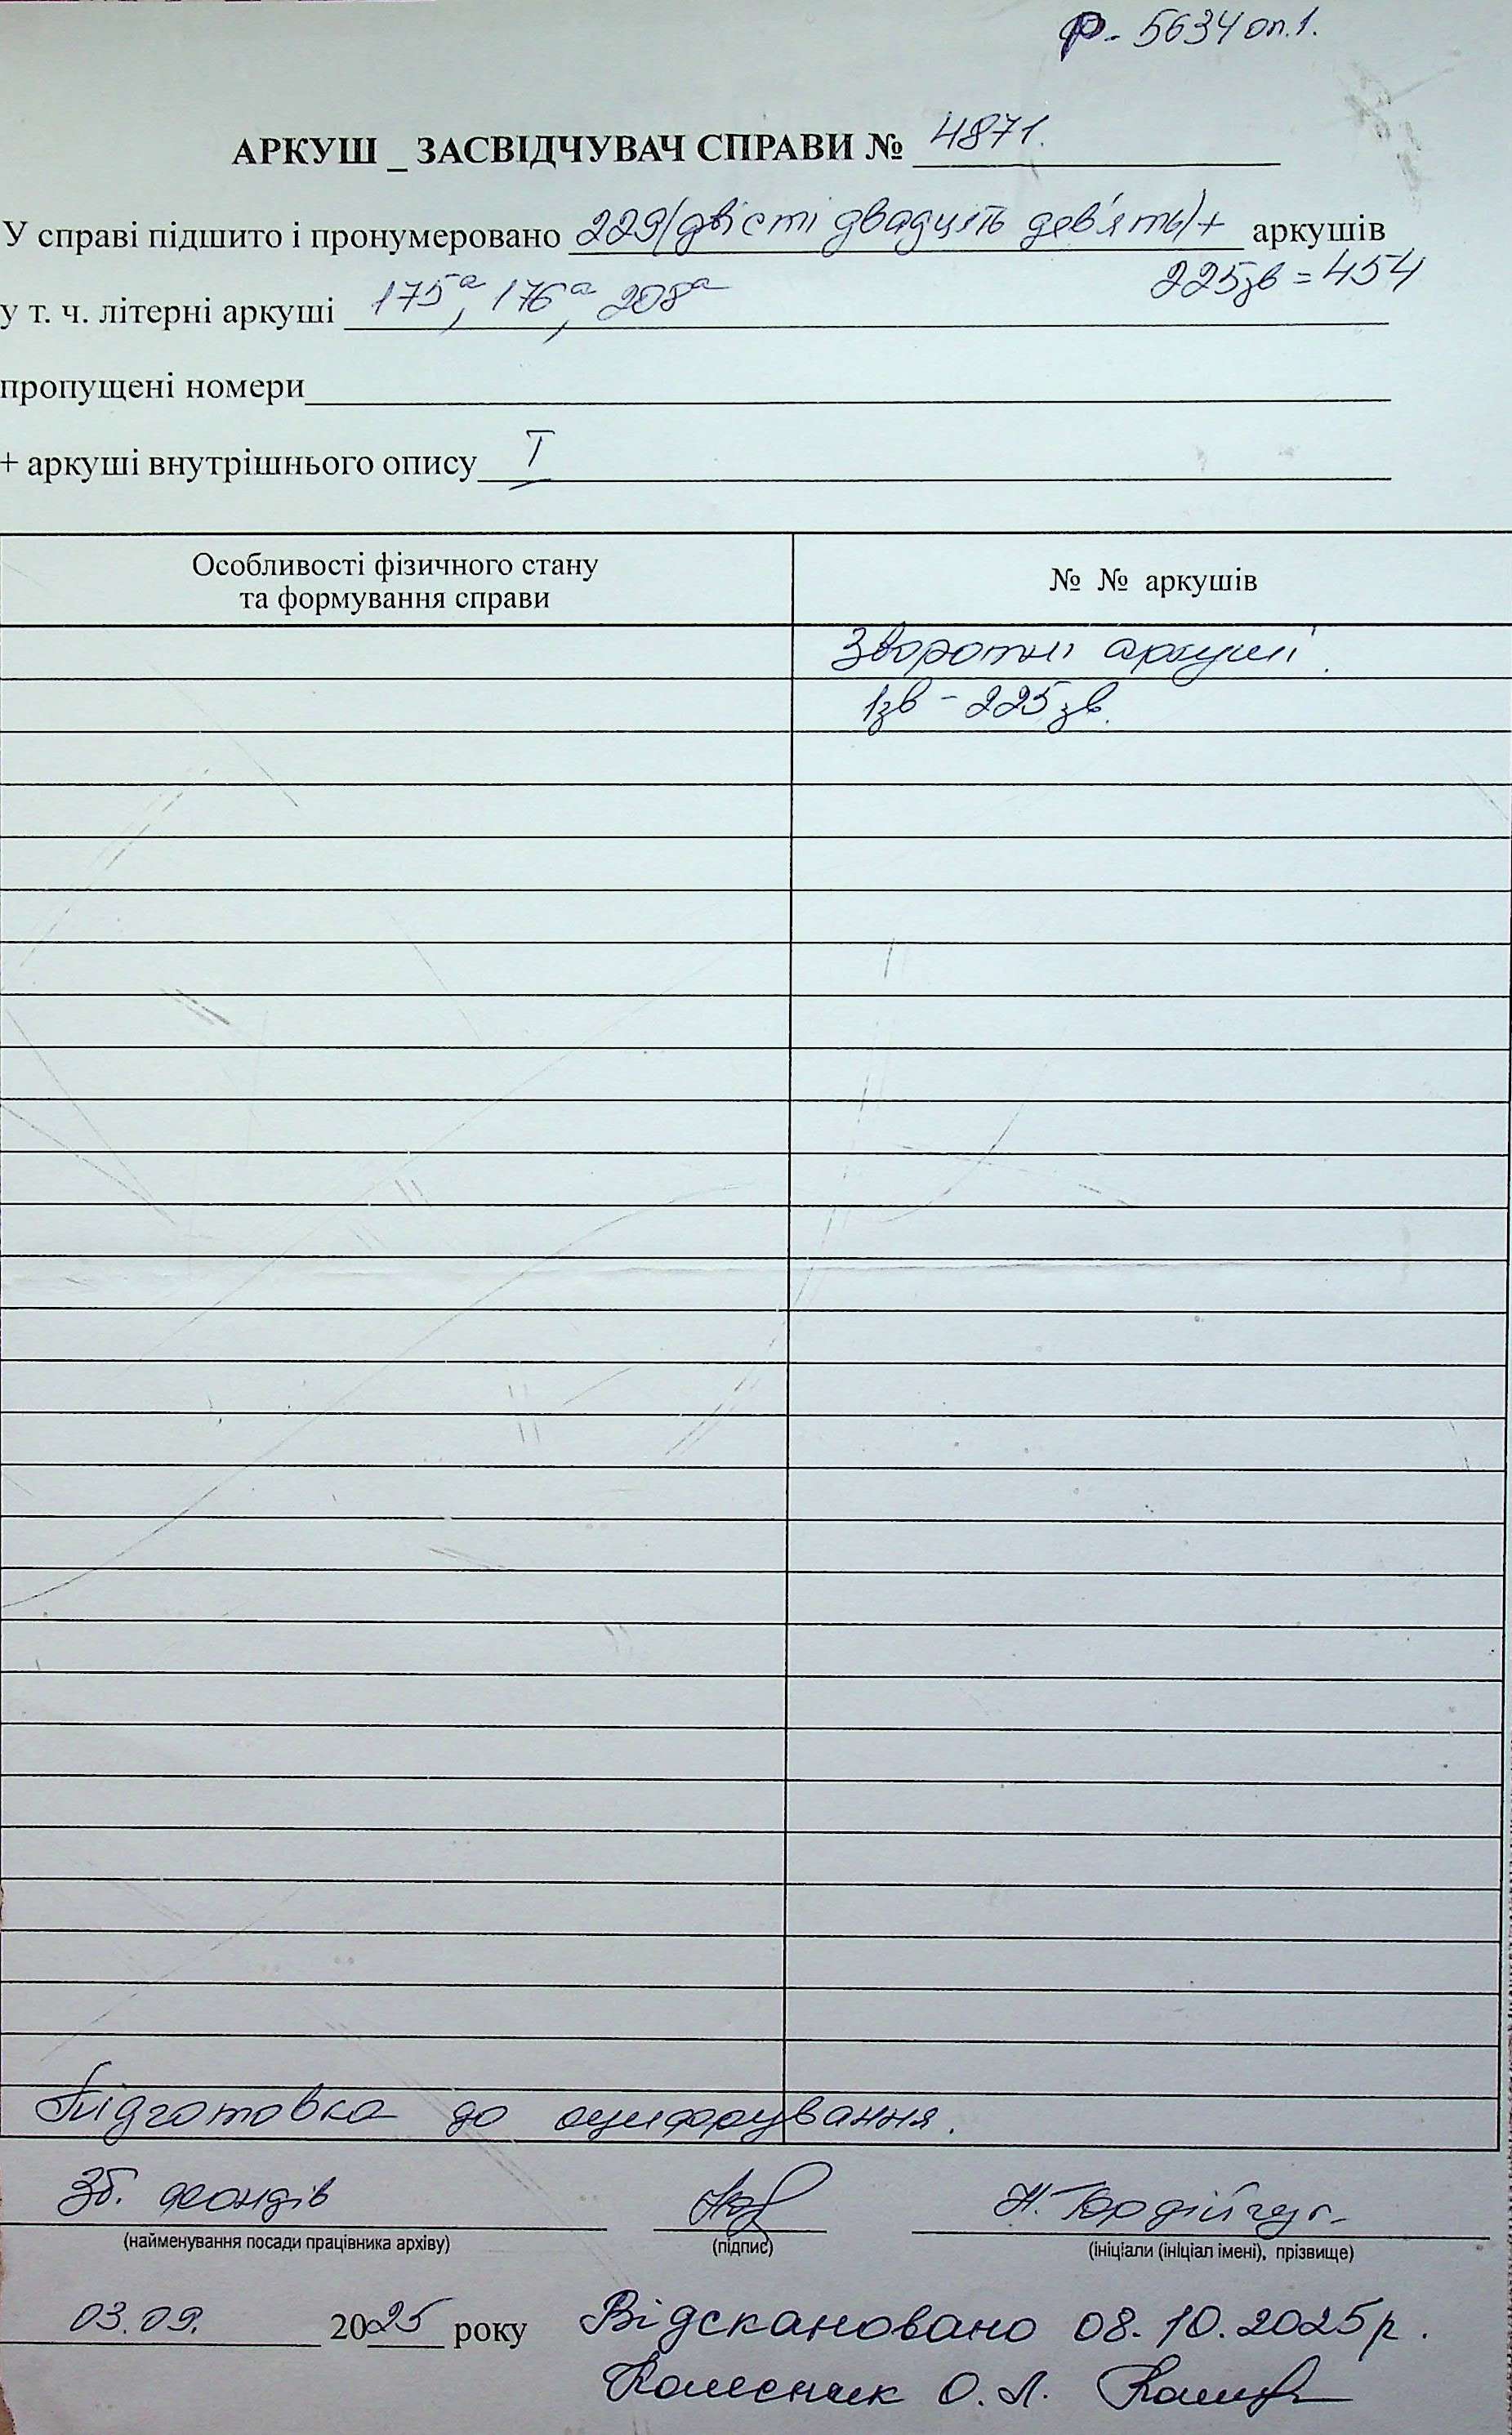 Р- 5634 оп.1.
АРКУШ _ ЗАСВІДЧУВАЧ СПРАВИ № 4871.
У справі підшито і пронумеровано 229(двісті двадцять дев'ять)+ аркушів
225зв = 454
у т. ч. літерні аркуші 175а, 176а, 208а
пропущені номери
+ аркуші внутрішнього опису I
Особливості фізичного стану
та формування справи
№ № аркушів
Зворотні аркуші.
1зв - 225зв.
Підготовка до оцифрування.
Зб. фондів
Н. Гордійчук
(найменування посади працівника архіву)
(підпис)
(ініціали (ініціал імені), прізвище)
03.09. 2025 року
Відскановано 08.10.2025р.
Колесник О. Л.